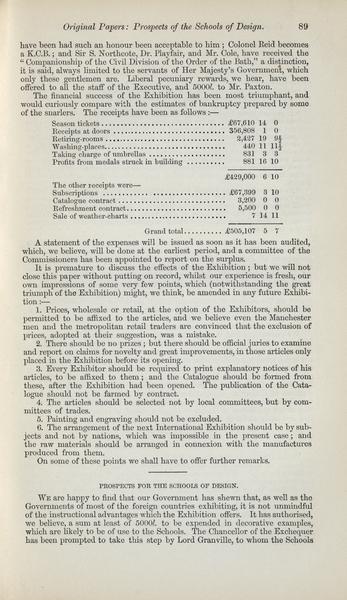 Original Papers: Prospects of the Schools of Design. 89
have been had such an honour been acceptable to him; Colonel Reid becomes
a K.C.B.; and Sir S. Northcote, Dr. Playfair, and Mr. Cole, have received the
"Companionship of the Civil Division of the Order of the Bath," a distinction,
it is said, always limited to the servants of Her Majesty's Government, which
only these gentlemen are. Liberal pecuniary rewards, we hear, have been
offered to all the staff of the Executive, and 5000l. to Mr. Paxton.
The financial success of the Exhibition has been most triumphant, and
would curiously compare with the estimates of bankruptcy prepared by some
of the snarlers. The receipts have been as follows:—
Season tickets £67,610 14 0
Receipts at doors 356,808 1 0
Retiring-rooms 2,427 19 9½
Washing-places 440 11 11½
Taking charge of umbrellas 831 3 3
Profits from medals struck in building 881 16 10
£429,000 6 10
The other receipts were—
Subscriptions £67,399 3 10
Catalogue contract 3,200 0 0
Refreshment contract 5,500 0 0
Sale of weather-charts 7 14 11
Grand total £505,107 5 7
A statement of the expenses will be issued as soon as it has been audited,
which, we believe, will be done at the earliest period, and a committee of the
Commissioners has been appointed to report on the surplus.
It is premature to discuss the effects of the Exhibition; but we will not
close this paper without putting on record, whilst our experience is fresh, our
own impressions of some very few points, which (notwithstanding the great
triumph of the Exhibition) might, we think, be amended in any future Exhibi-
tion:—
1. Prices, wholesale or retail, at the option of the Exhibitors, should be
permitted to be affixed to the articles, and we believe even the Manchester
men and the metropolitan retail traders are convinced that the exclusion of
prices, adopted at their suggestion, was a mistake.
2. There should be no prizes; but there should be official juries to examine
and report on claims for novelty and great improvements, in those articles only
placed in the Exhibition before its opening.
3. Every Exhibitor should be required to print explanatory notices of his
articles, to be affixed to them; and the Catalogue should be formed from
these, after the Exhibition had been opened. The publication of the Cata-
logue should not be farmed by contract.
4. The articles should be selected not by local committees, but by com-
mittees of trades.
5. Painting and engraving should not be excluded.
6. The arrangement of the next International Exhibition should be by sub-
jects and not by nations, which was impossible in the present case; and
the raw materials should be arranged in connexion with the manufactures
produced from them.
On some of these points we shall have to offer further remarks.
PROSPECTS FOR THE SCHOOLS OF DESIGN.
WE are happy to find that our Government has shewn that, as well as the
Governments of most of the foreign countries exhibiting, it is not unmindful
of the instructional advantages which the Exhibition offers. It has authorised,
we believe, a sum at least of 5000l. to be expended in decorative examples,
which are likely to be of use to the Schools. The Chancellor of the Exchequer
has been prompted to take this step by Lord Granville, to whom the Schools